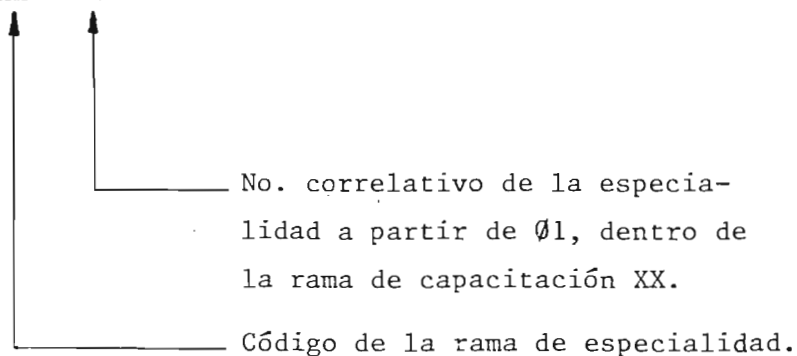 No. correlativo de la especia-
lidad a partir de Ø1, dentro de
la rama de capacitación XX.
Código de la rama de especialidad.